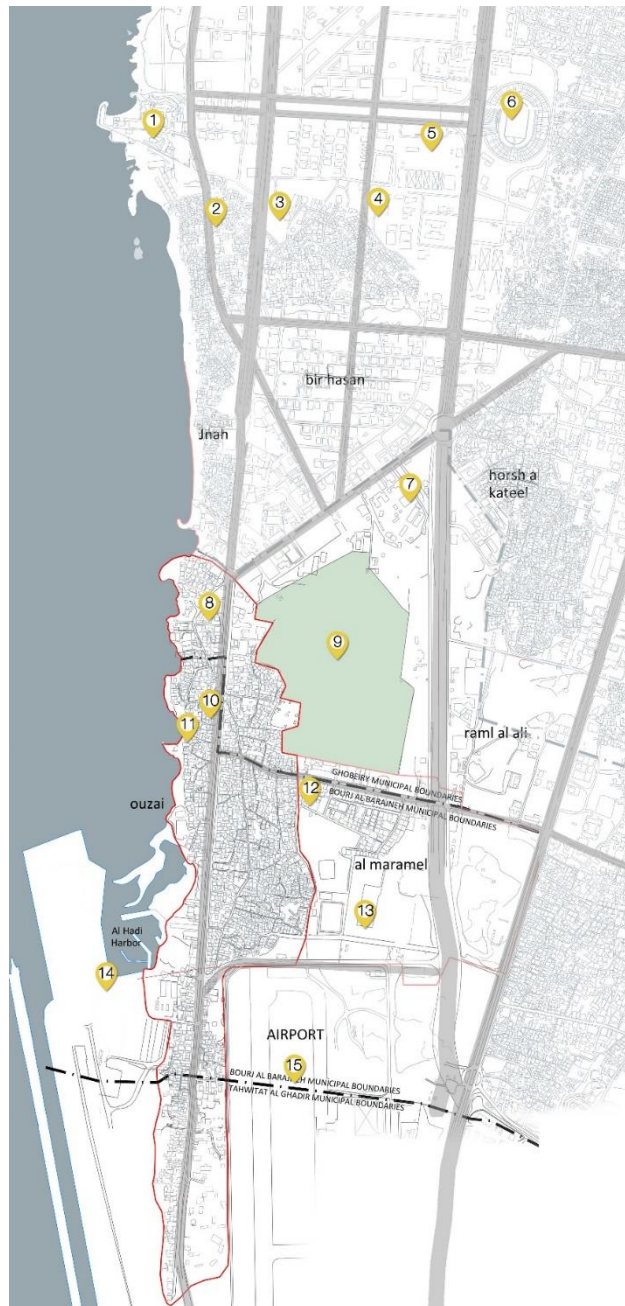 6
1
5
4
3
2
bir hasan
Jnah
horsh a
kateel
7
8
9
10
11
raml al ali
GHOBEIRY MUNICIPAL BOUNDARIES
BOURJ AL BARAJNEH MUNICIPAL BOUNDARIES
12
ouzai
al maramel
13
Al Hadi
Harbor
14
AIRPORT
15
BOURJ AL BARAJNEH MUNICIPAL BOUNDARIES
TAHWITAT AL GHADIR MUNICIPAL BOUNDARIES